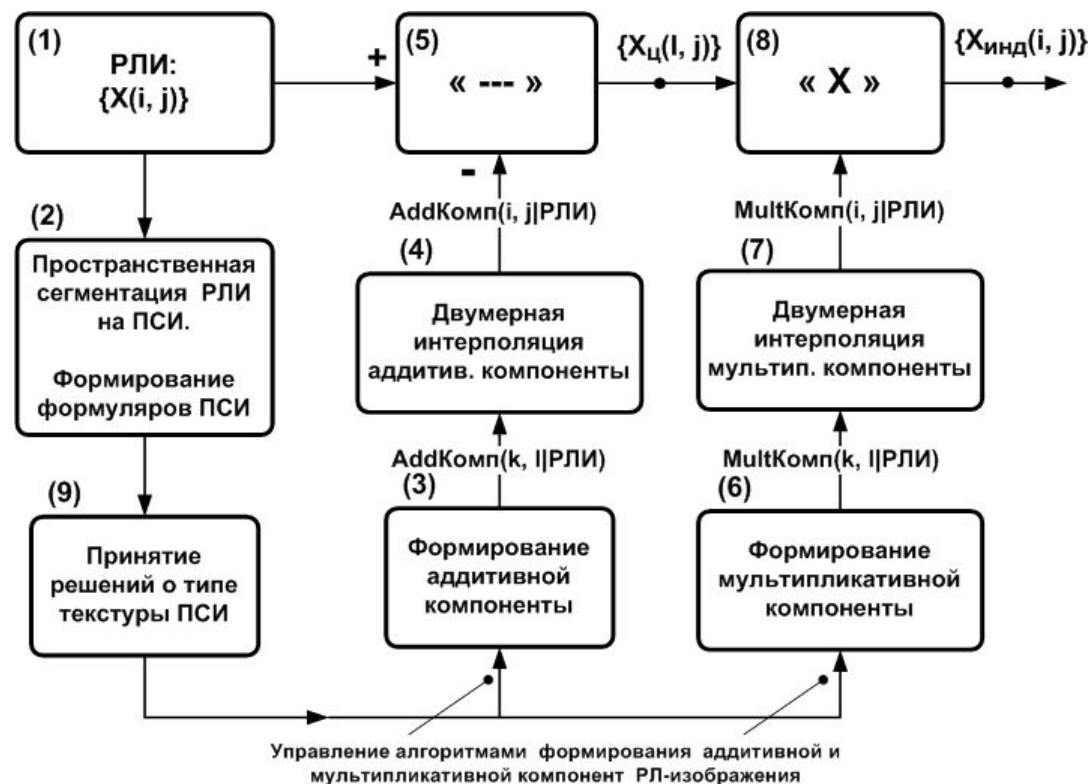 (1)
РЛИ:
{X(i, j)}
+
(5)
« --- »
{Xц(I, j)}
(8)
« X »
{Xинд(i, j)}
-
AddКомп(i, j|РЛИ)
MultКомп(i, j|РЛИ)
(2)
Пространственная
сегментация РЛИ
на ПСИ.
Формирование
формуляров ПСИ
(4)
Двумерная
интерполяция
аддитив. компоненты
(7)
Двумерная
интерполяция
мультип. компоненты
AddКомп(k, l|РЛИ)
MultКомп(k, l|РЛИ)
(9)
Принятие
решений о типе
текстуры ПСИ
(3)
Формирование
аддитивной
компоненты
(6)
Формирование
мультипликативной
компоненты
Управление алгоритмами формирования аддитивной и
мультипликативной компонент РЛ-изображения